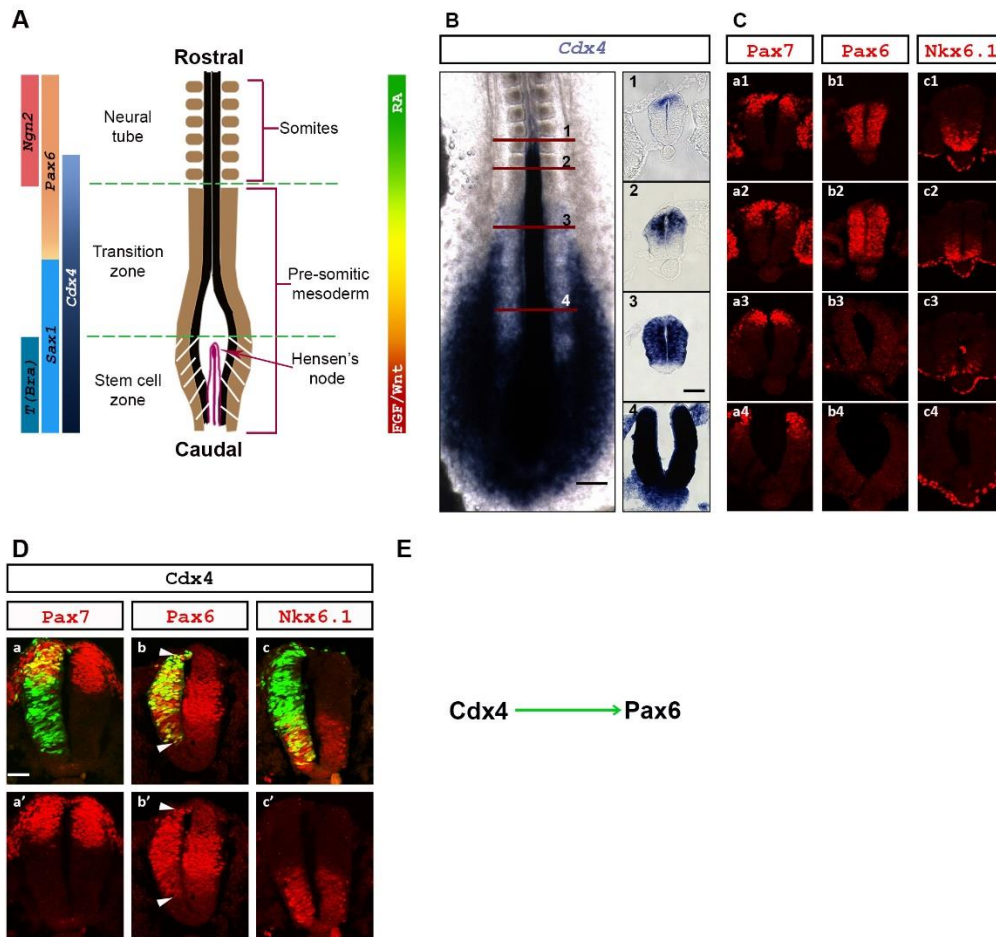 A
Rostral
Ngn2
Pax6
Cdx4
Sax1
T(Bra)
Neural
tube
Somites
Transition
zone
Pre-somitic
mesoderm
Hensen's
node
Stem cell
zone
Caudal
RA
FGF/Wnt
B
Cdx4
1
2
3
4
1
2
3
4
C
Pax7 Pax6 Nkx6.1
a1 b1 c1
a2 b2 c2
a3 b3 c3
a4 b4 c4
D
Cdx4
Pax7 Pax6 Nkx6.1
a b c
a' b' c'
E
Cdx4 Pax6